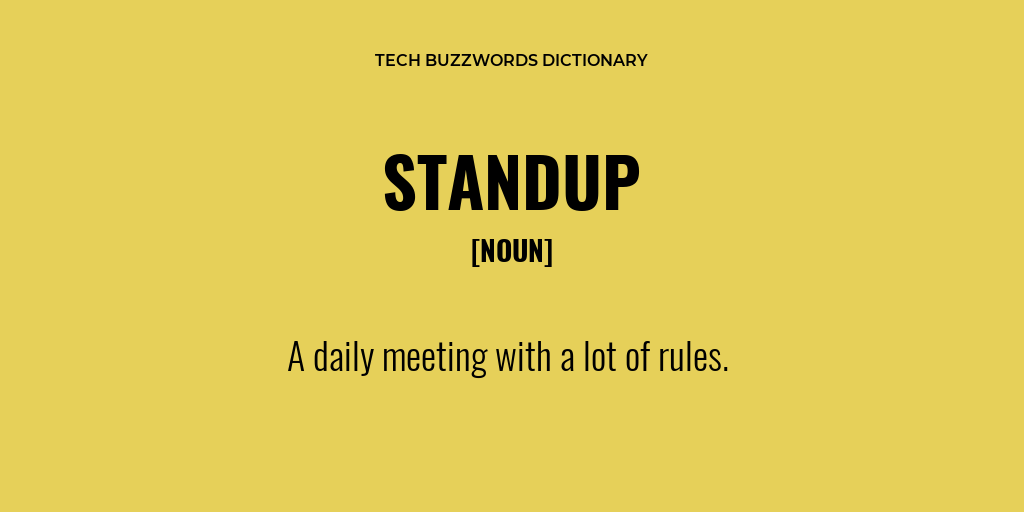 TECH BUZZWORDS DICTIONARY
STANDUP
[NOUN]
A daily meeting with a lot of rules.